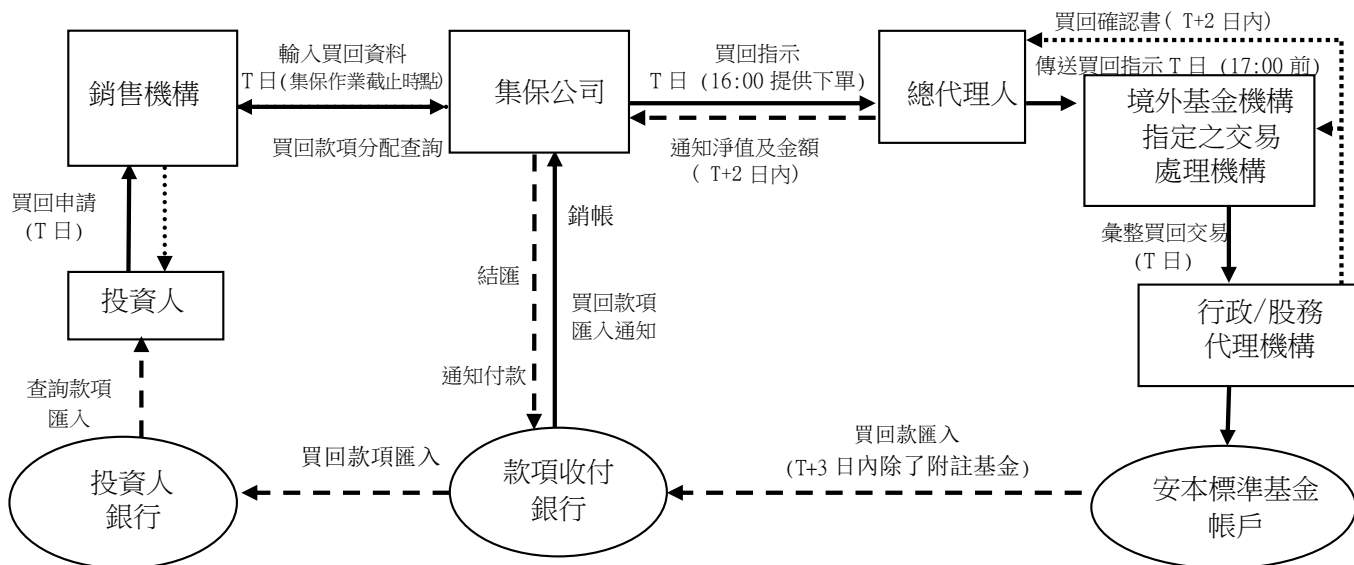 買回確認書( T+2 日內)
輸入買回資料
T 日(集保作業截止時點)
買回指示
T 日 (16:00 提供下單)
傳送買回指示 T 日 (17:00 前)
銷售機構
集保公司
總代理人
境外基金機構
指定之交易
處理機構
買回款項分配查詢
通知淨值及金額
( T+2 日內)
買回申請
(T 日)
銷帳
彙整買回交易
(T 日)
結匯
投資人
買回款項
匯入通知
行政/股務
代理機構
通知付款
查詢款項
匯入
買回款項匯入
買回款匯入
(T+3 日內除了附註基金)
投資人
銀行
款項收付
銀行
安本標準基金
帳戶